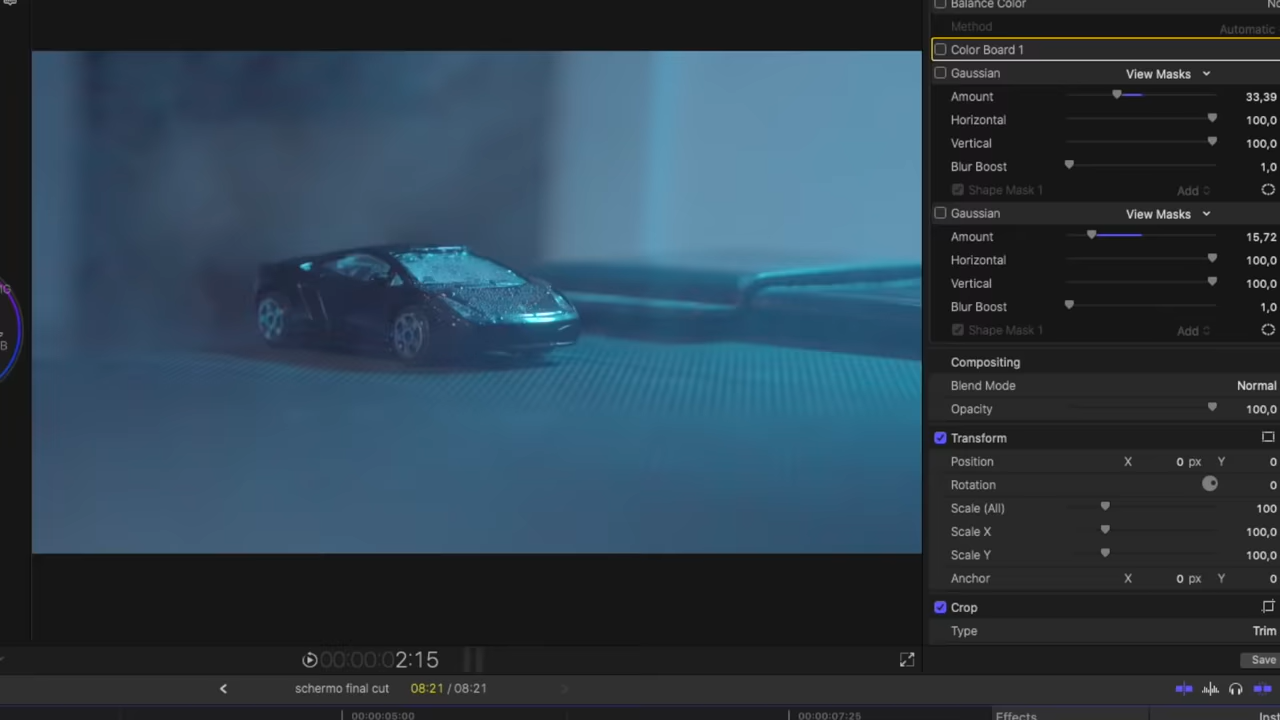 Balance Color
Method Automatic
Color Board 1
Gaussian View Masks
Amount 33,39
Horizontal 100,0
Vertical 100,0
Blur Boost 1,0
Shape Mask 1 Add
Gaussian View Masks
Amount 15,72
Horizontal 100,0
Vertical 100,0
Blur Boost 1,0
Shape Mask 1 Add
Compositing
Blend Mode Normal
Opacity 100,0
Transform
Position X 0 px Y 0
Rotation 0
Scale (All) 100
Scale X 100,0
Scale Y 100,0
Anchor X 0 px Y 0
Crop
Type Trim
B
00:00:02:15
Save
schermo final cut 08:21 / 08:21
00:00:05:00 00:00:07:25 Effects